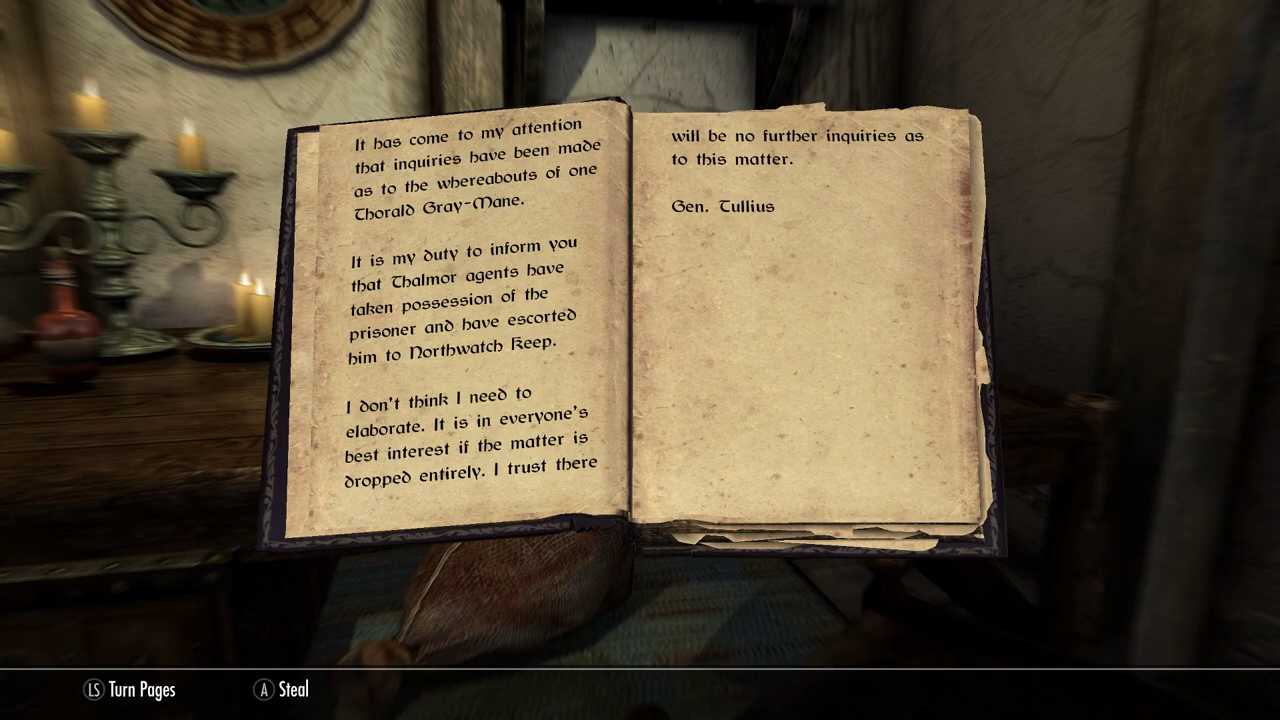 It has come to my attention
that inquiries have been made
as to the whereabouts of one
Thorald Gray-Mane.
It is my duty to inform you
that Thalmor agents have
taken possession of the
prisoner and have escorted
him to Northwatch Keep.
I don't think I need to
elaborate. It is in everyone's
best interest if the matter is
dropped entirely. I trust there
will be no further inquiries as
to this matter.
Gen. Tullius
LS Turn Pages
A Steal